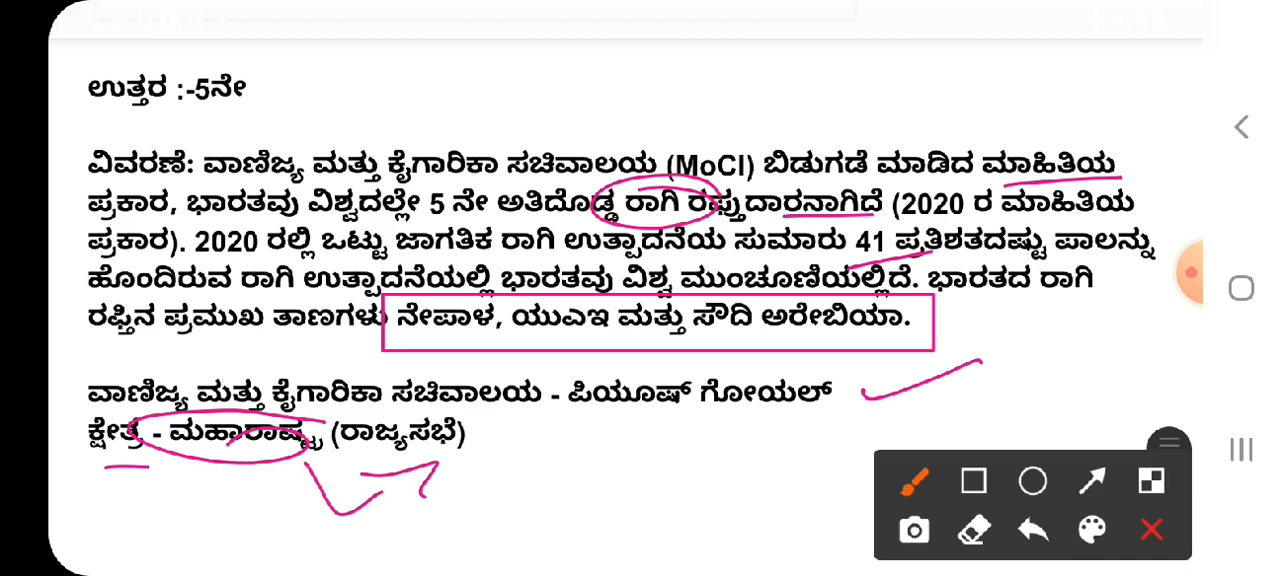 ಉತ್ತರ :-5ನೇ
ವಿವರಣೆ: ವಾಣಿಜ್ಯ ಮತ್ತು ಕೈಗಾರಿಕಾ ಸಚಿವಾಲಯ (MoCI) ಬಿಡುಗಡೆ ಮಾಡಿದ ಮಾಹಿತಿಯ
ಪ್ರಕಾರ, ಭಾರತವು ವಿಶ್ವದಲ್ಲೇ 5 ನೇ ಅತಿದೊಡ್ಡ ರಾಗಿ ರಫ್ತುದಾರನಾಗಿದೆ (2020 ರ ಮಾಹಿತಿಯ
ಪ್ರಕಾರ). 2020 ರಲ್ಲಿ ಒಟ್ಟು ಜಾಗತಿಕ ರಾಗಿ ಉತ್ಪಾದನೆಯ ಸುಮಾರು 41 ಪ್ರತಿಶತದಷ್ಟು ಪಾಲನ್ನು
ಹೊಂದಿರುವ ರಾಗಿ ಉತ್ಪಾದನೆಯಲ್ಲಿ ಭಾರತವು ವಿಶ್ವ ಮುಂಚೂಣಿಯಲ್ಲಿದೆ. ಭಾರತದ ರಾಗಿ
ರಫ್ತಿನ ಪ್ರಮುಖ ತಾಣಗಳು ನೇಪಾಳ, ಯುಎಇ ಮತ್ತು ಸೌದಿ ಅರೇಬಿಯಾ.
ವಾಣಿಜ್ಯ ಮತ್ತು ಕೈಗಾರಿಕಾ ಸಚಿವಾಲಯ - ಪಿಯೂಷ್ ಗೋಯಲ್
ಕ್ಷೇತ್ರ - ಮಹಾರಾಷ್ಟ್ರ (ರಾಜ್ಯಸಭೆ)